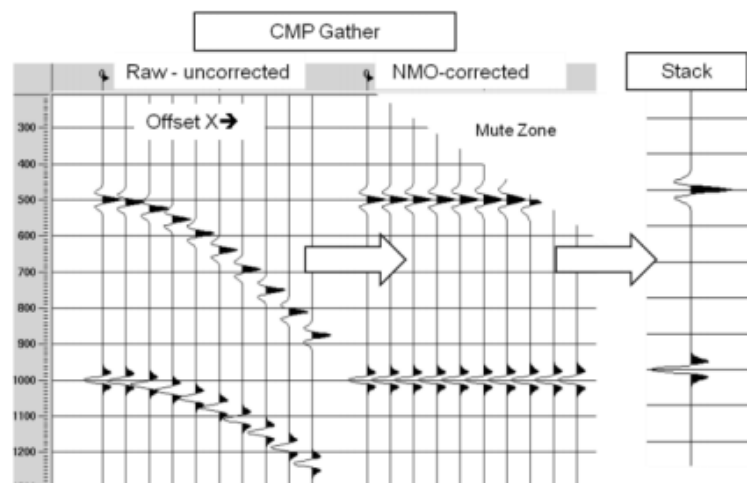 CMP Gather
Raw - uncorrected
NMO-corrected
Stack
Offset X➔
Mute Zone
300
400
500
600
700
800
900
1000
1100
1200